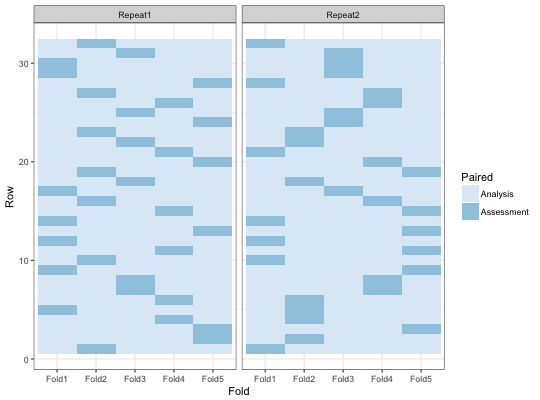 Repeat1 Repeat2
30
20
10
0
Row
Fold1 Fold2 Fold3 Fold4 Fold5 Fold1 Fold2 Fold3 Fold4 Fold5
Fold
Paired
Analysis
Assessment